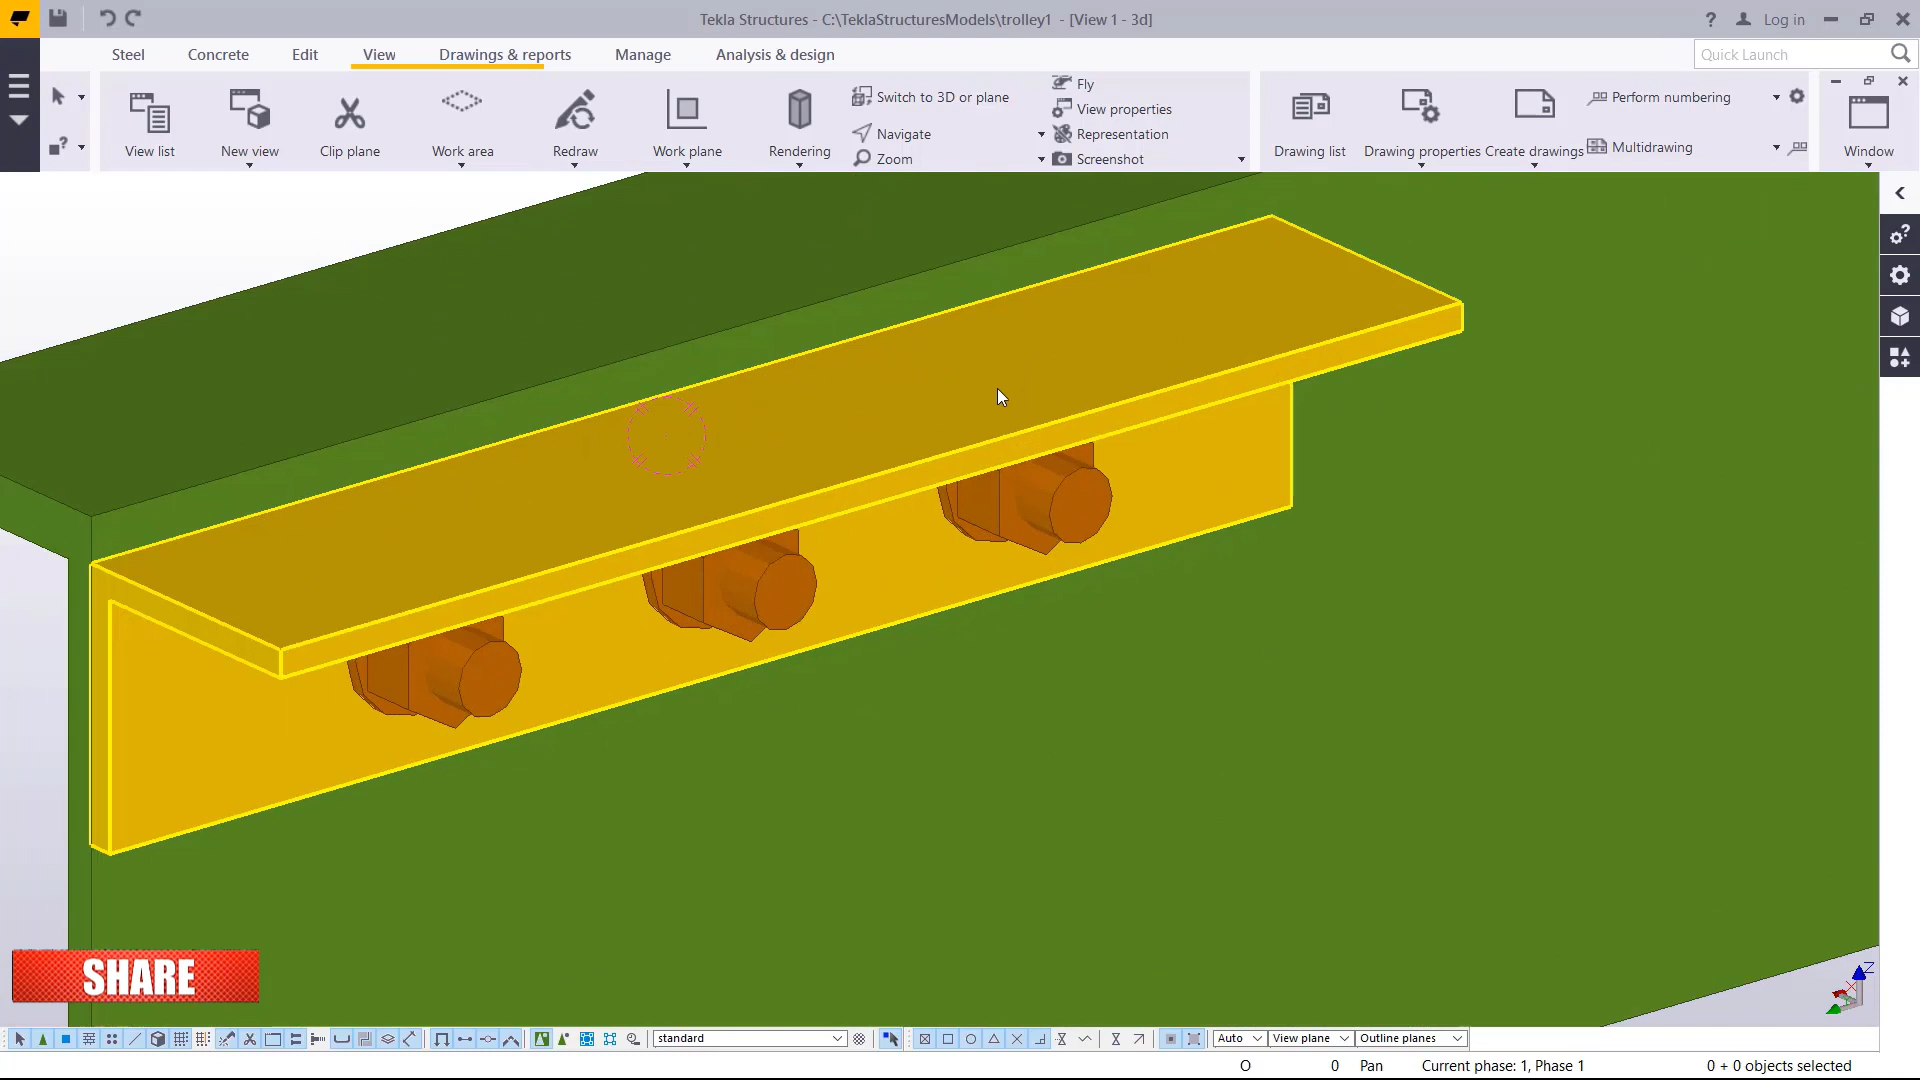 Tekla Structures - C:\TeklaStructuresModels\trolley1 - [View 1 - 3d]
? Log in
Steel Concrete Edit View Drawings & reports Manage Analysis & design
Quick Launch
View list
New view
Clip plane
Work area
Redraw
Work plane
Rendering
Switch to 3D or plane
Navigate
Zoom
Fly
View properties
Representation
Screenshot
Drawing list
Drawing properties
Create drawings
Perform numbering
Multidrawing
Window
Z
SHARE
standard
Auto
View plane
Outline planes
O 0 Pan Current phase: 1, Phase 1 0 + 0 objects selected